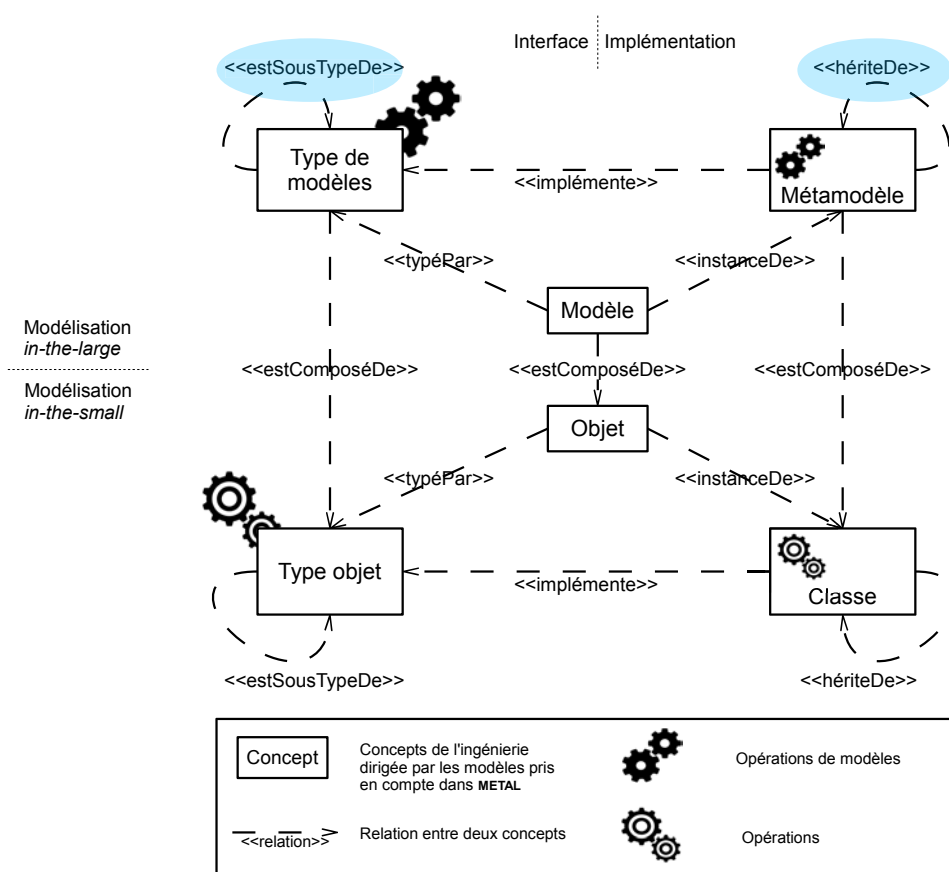 Interface Implémentation
<<estSousTypeDe>> <<hériteDe>>
Type de
modèles
<<implémente>>
Métamodèle
<<typéPar>> <<instanceDe>>
Modèle
Modélisation
in-the-large
<<estComposéDe>> <<estComposéDe>> <<estComposéDe>>
Modélisation
in-the-small
Objet
<<typéPar>> <<instanceDe>>
Type objet
<<implémente>>
Classe
<<estSousTypeDe>> <<hériteDe>>
Concept
Concepts de l'ingénierie
dirigée par les modèles pris
en compte dans METAL
Opérations de modèles
<<relation>>
Relation entre deux concepts
Opérations